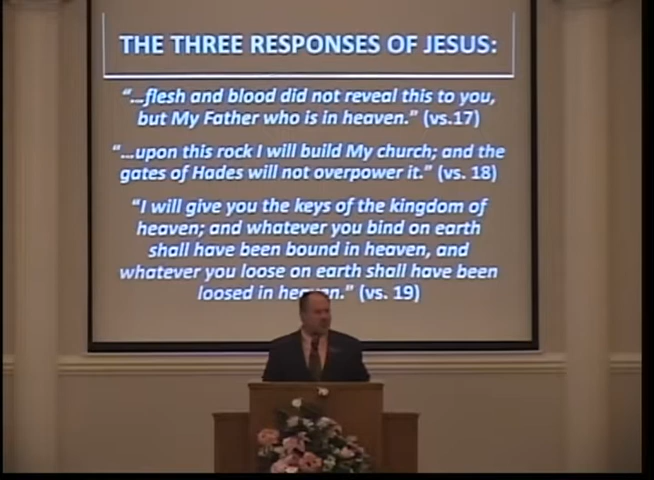 THE THREE RESPONSES OF JESUS:
“...flesh and blood did not reveal this to you,
but My Father who is in heaven.” (vs.17)
“...upon this rock I will build My church; and the
gates of Hades will not overpower it.” (vs. 18)
“I will give you the keys of the kingdom of
heaven; and whatever you bind on earth
shall have been bound in heaven, and
whatever you loose on earth shall have been
loosed in heaven.” (vs. 19)